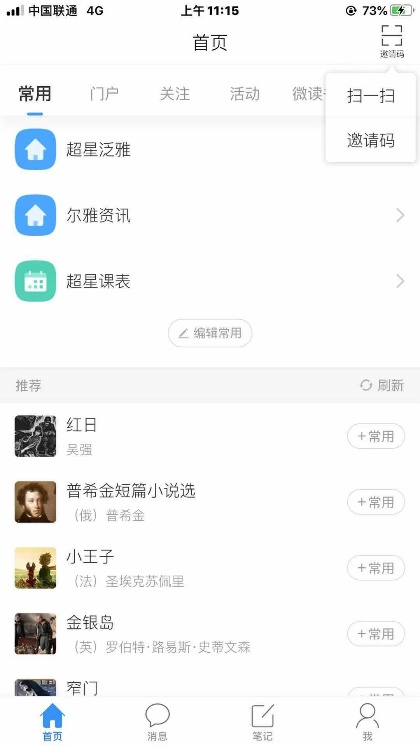 中国联通 4G 上午 11:15 73%
首页
邀请码
常用 门户 关注 活动 微读
扫一扫
邀请码
超星泛雅
尔雅资讯
超星课表
编辑常用
推荐 刷新
红日
吴强
+常用
普希金短篇小说选
（俄）普希金
+常用
小王子
（法）圣埃克苏佩里
+常用
金银岛
（英）罗伯特·路易斯·史蒂文森
+常用
窄门
首页 消息 笔记 我